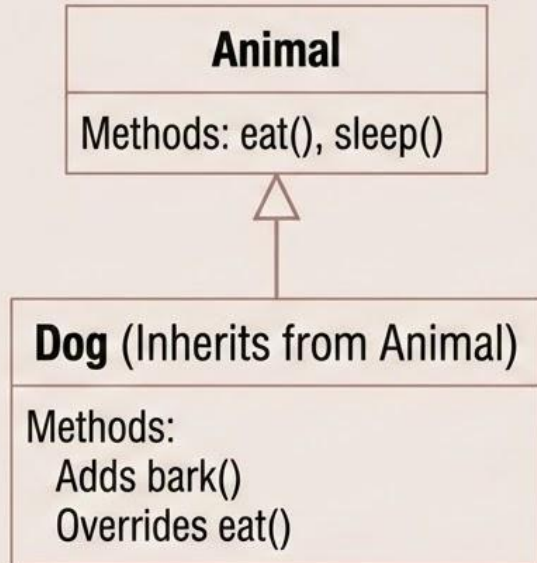 Animal
Methods: eat(), sleep()
Dog (Inherits from Animal)
Methods:
Adds bark()
Overrides eat()